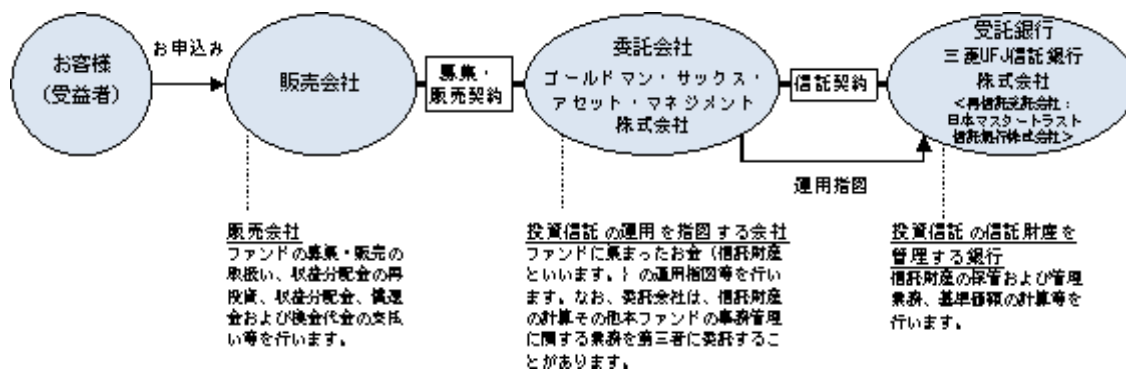 お客様
（受益者）
お申込み
販売会社
募集・
販売契約
委託会社
ゴールドマン・サックス・
アセット・マネジメント
株式会社
信託契約
受託銀行
三菱UFJ信託銀行
株式会社
＜再信託受託会社：
日本マスタートラスト
信託銀行株式会社＞
運用指図
販売会社
ファンドの募集・販売の
取扱い、収益分配金の再
投資、収益分配金、償還
金および換金代金の支払
い等を行います。
投資信託の運用を指図する会社
ファンドに集まったお金（信託財産
といいます。）の運用指図等を行い
ます。なお、委託会社は、信託財産
の計算その他本ファンドの事務管理
に関する業務を第三者に委託するこ
とがあります。
投資信託の信託財産を
管理する銀行
信託財産の保管および管理
業務、基準価額の計算等を
行います。